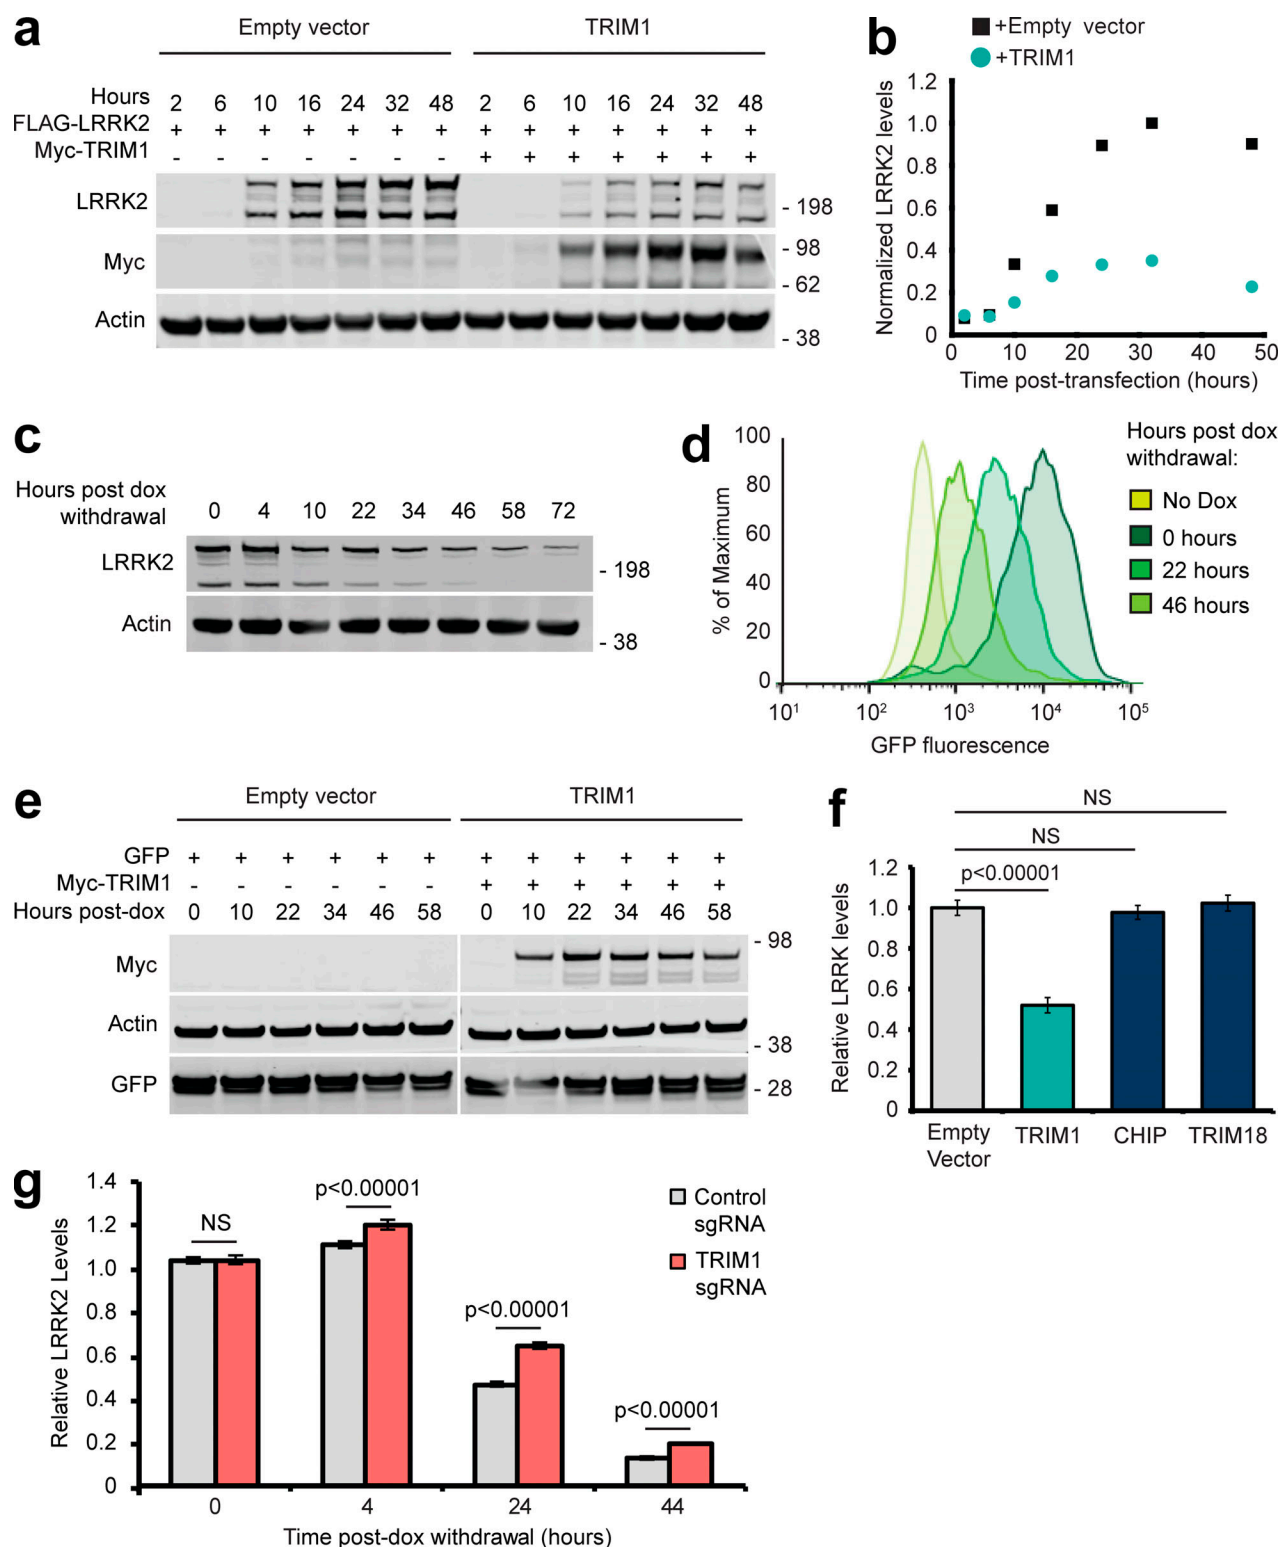 a
Empty vector
TRIM1
Hours 2 6 10 16 24 32 48 2 6 10 16 24 32 48
FLAG-LRRK2 + + + + + + + + + + + + + +
Myc-TRIM1 - - - - - - - + + + + + + +
LRRK2
- 198
Myc
- 98
- 62
Actin
- 38
b
+Empty vector
+TRIM1
Normalized LRRK2 levels
1.2
1.0
0.8
0.6
0.4
0.2
0
0 10 20 30 40 50
Time post-transfection (hours)
c
Hours post dox
withdrawal
0 4 10 22 34 46 58 72
LRRK2
- 198
Actin
- 38
d
% of Maximum
100
80
60
40
20
0
10¹ 10² 10³ 10⁴ 10⁵
GFP fluorescence
Hours post dox
withdrawal:
No Dox
0 hours
22 hours
46 hours
e
Empty vector
TRIM1
GFP + + + + + + + + + + + +
Myc-TRIM1 - - - - - - + + + + + +
Hours post-dox 0 10 22 34 46 58 0 10 22 34 46 58
Myc
- 98
Actin
- 38
GFP
- 28
f
NS
NS
p<0.00001
Relative LRRK levels
1.2
1.0
0.8
0.6
0.4
0.2
0
Empty
Vector
TRIM1
CHIP
TRIM18
g
Relative LRRK2 Levels
1.4
1.2
1.0
0.8
0.6
0.4
0.2
0
NS
p<0.00001
p<0.00001
p<0.00001
Control
sgRNA
TRIM1
sgRNA
0 4 24 44
Time post-dox withdrawal (hours)